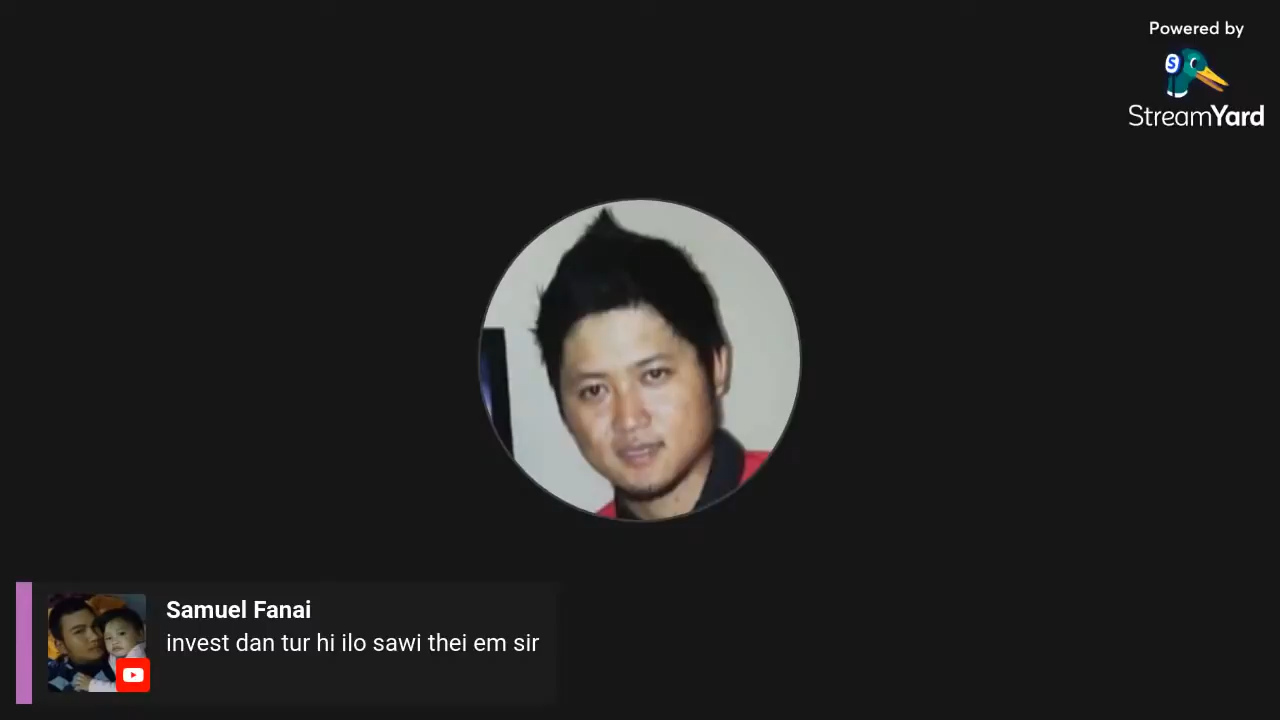 Powered by
S
StreamYard
Samuel Fanai
invest dan tur hi ilo sawi thei em sir